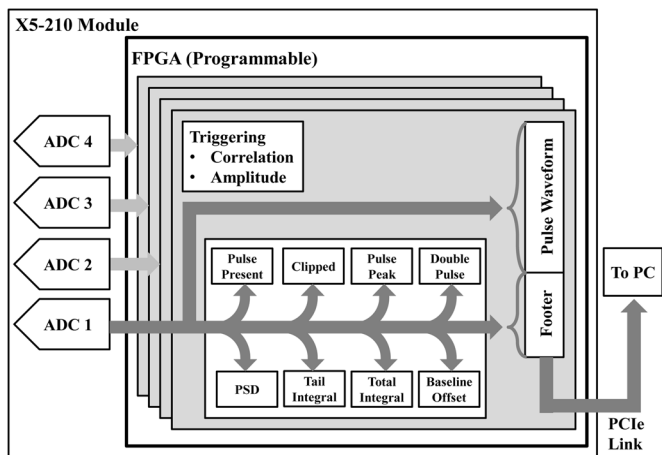 X5-210 Module
FPGA (Programmable)
ADC 4
ADC 3
ADC 2
ADC 1
Triggering
• Correlation
• Amplitude
Pulse
Present
Clipped
Pulse
Peak
Double
Pulse
PSD
Tail
Integral
Total
Integral
Baseline
Offset
Pulse Waveform
Footer
To PC
PCIe
Link